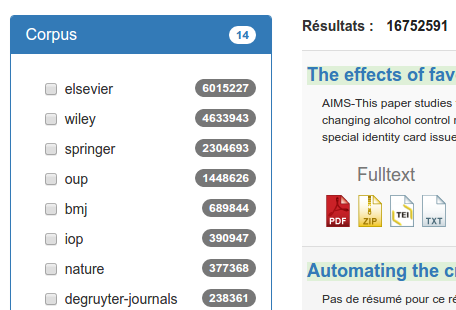 Corpus 14
elsevier 6015227
wiley 4633943
springer 2304693
oup 1448626
bmj 689844
iop 390947
nature 377368
degruyter-journals 238361
Résultats : 16752591
The effects of fav
AIMS-This paper studies
changing alcohol control
special identity card issue
Fulltext
PDF ZIP TEI TXT
Automating the c
Pas de résumé pour ce ré